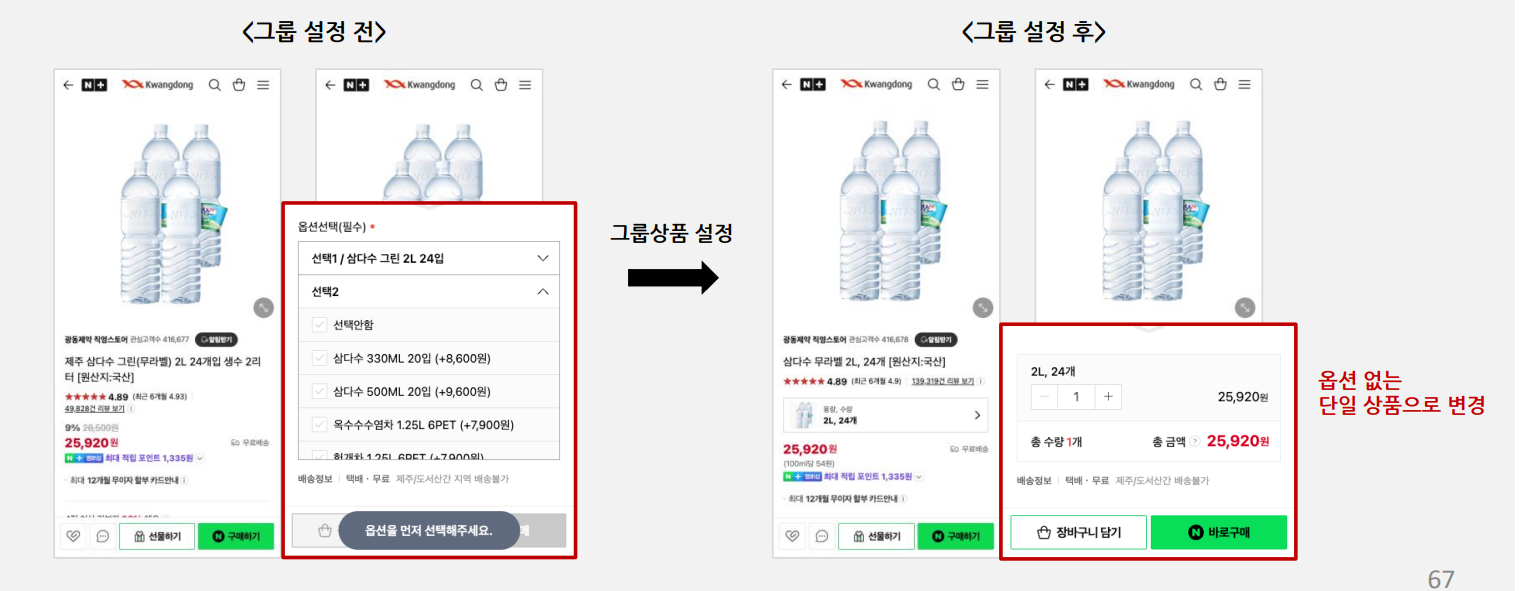 <그룹 설정 전>
N+ Kwangdong
광동제약 직영스토어 관심고객수 416,677 알림받기
제주 삼다수 그린(무라벨) 2L 24개입 생수 2리
터 [원산지:국산]
★★★★★ 4.89 (최근 6개월 4.93)
49,828건 리뷰 보기
9% 28,500원
25,920원
무료배송
N+ 멤버십 최대 적립 포인트 1,335원
· 최대 12개월 무이자 할부 카드안내
선물하기
N 구매하기
N+ Kwangdong
옵션선택(필수) *
선택1 / 삼다수 그린 2L 24입
선택2
선택안함
삼다수 330ML 20입 (+8,600원)
삼다수 500ML 20입 (+9,600원)
옥수수수염차 1.25L 6PET (+7,900원)
헛개차 1.25L 6PET (+7,900원)
배송정보 | 택배 · 무료 제주/도서산간 지역 배송불가
옵션을 먼저 선택해주세요.
매
그룹상품 설정
<그룹 설정 후>
N+ Kwangdong
광동제약 직영스토어 관심고객수 416,678 알림받기
삼다수 무라벨 2L, 24개 [원산지:국산]
★★★★★ 4.89 (최근 6개월 4.9) 139,319건 리뷰 보기
용량, 수량
2L, 24개
25,920원
무료배송
(100ml당 54원)
N+ 멤버십 최대 적립 포인트 1,335원
· 최대 12개월 무이자 할부 카드안내
선물하기
N 구매하기
N+ Kwangdong
2L, 24개
1
25,920원
총 수량 1개
총 금액 ? 25,920원
배송정보 | 택배 · 무료 제주/도서산간 지역 배송불가
장바구니 담기
N 바로구매
옵션 없는
단일 상품으로 변경
67